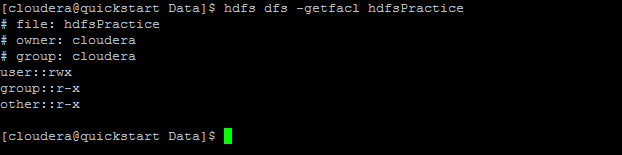 [cloudera@quickstart Data]$ hdfs dfs -getfacl hdfsPractice
# file: hdfsPractice
# owner: cloudera
# group: cloudera
user::rwx
group::r-x
other::r-x
[cloudera@quickstart Data]$